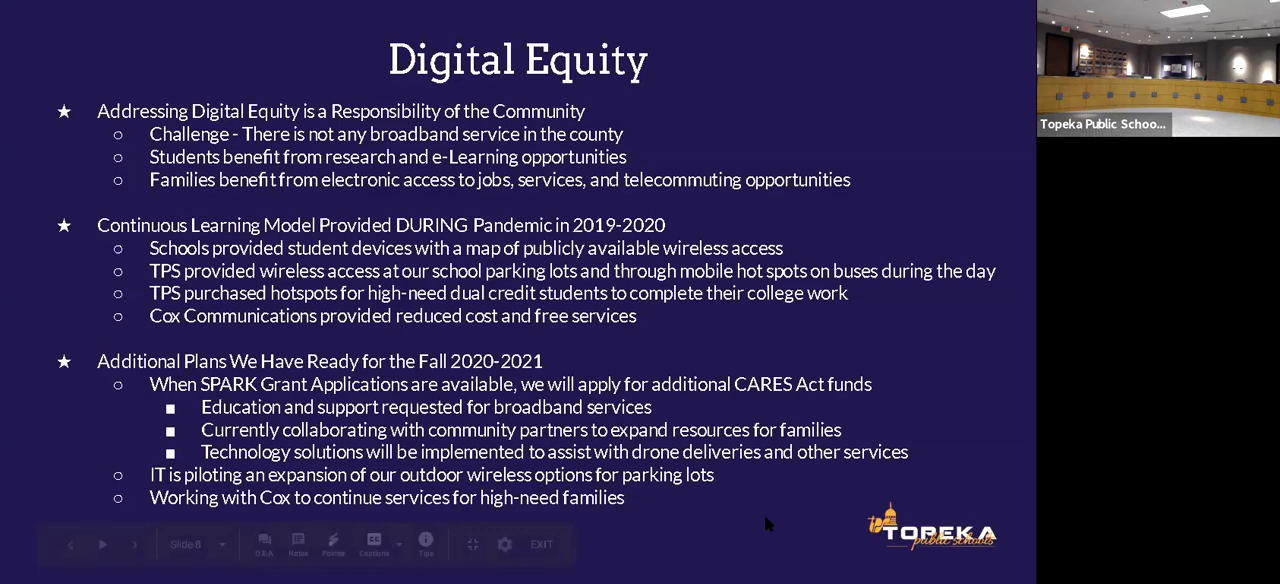 Digital Equity
★ Addressing Digital Equity is a Responsibility of the Community
○ Challenge - There is not any broadband service in the county
○ Students benefit from research and e-Learning opportunities
○ Families benefit from electronic access to jobs, services, and telecommuting opportunities
★ Continuous Learning Model Provided DURING Pandemic in 2019-2020
○ Schools provided student devices with a map of publicly available wireless access
○ TPS provided wireless access at our school parking lots and through mobile hot spots on buses during the day
○ TPS purchased hotspots for high-need dual credit students to complete their college work
○ Cox Communications provided reduced cost and free services
★ Additional Plans We Have Ready for the Fall 2020-2021
○ When SPARK Grant Applications are available, we will apply for additional CARES Act funds
■ Education and support requested for broadband services
■ Currently collaborating with community partners to expand resources for families
■ Technology solutions will be implemented to assist with drone deliveries and other services
○ IT is piloting an expansion of our outdoor wireless options for parking lots
○ Working with Cox to continue services for high-need families
Topeka Public Schoo...
TOPEKA
public schools
Slide 8
Q&A
Notes
Pointer
Captions
Tips
EXIT